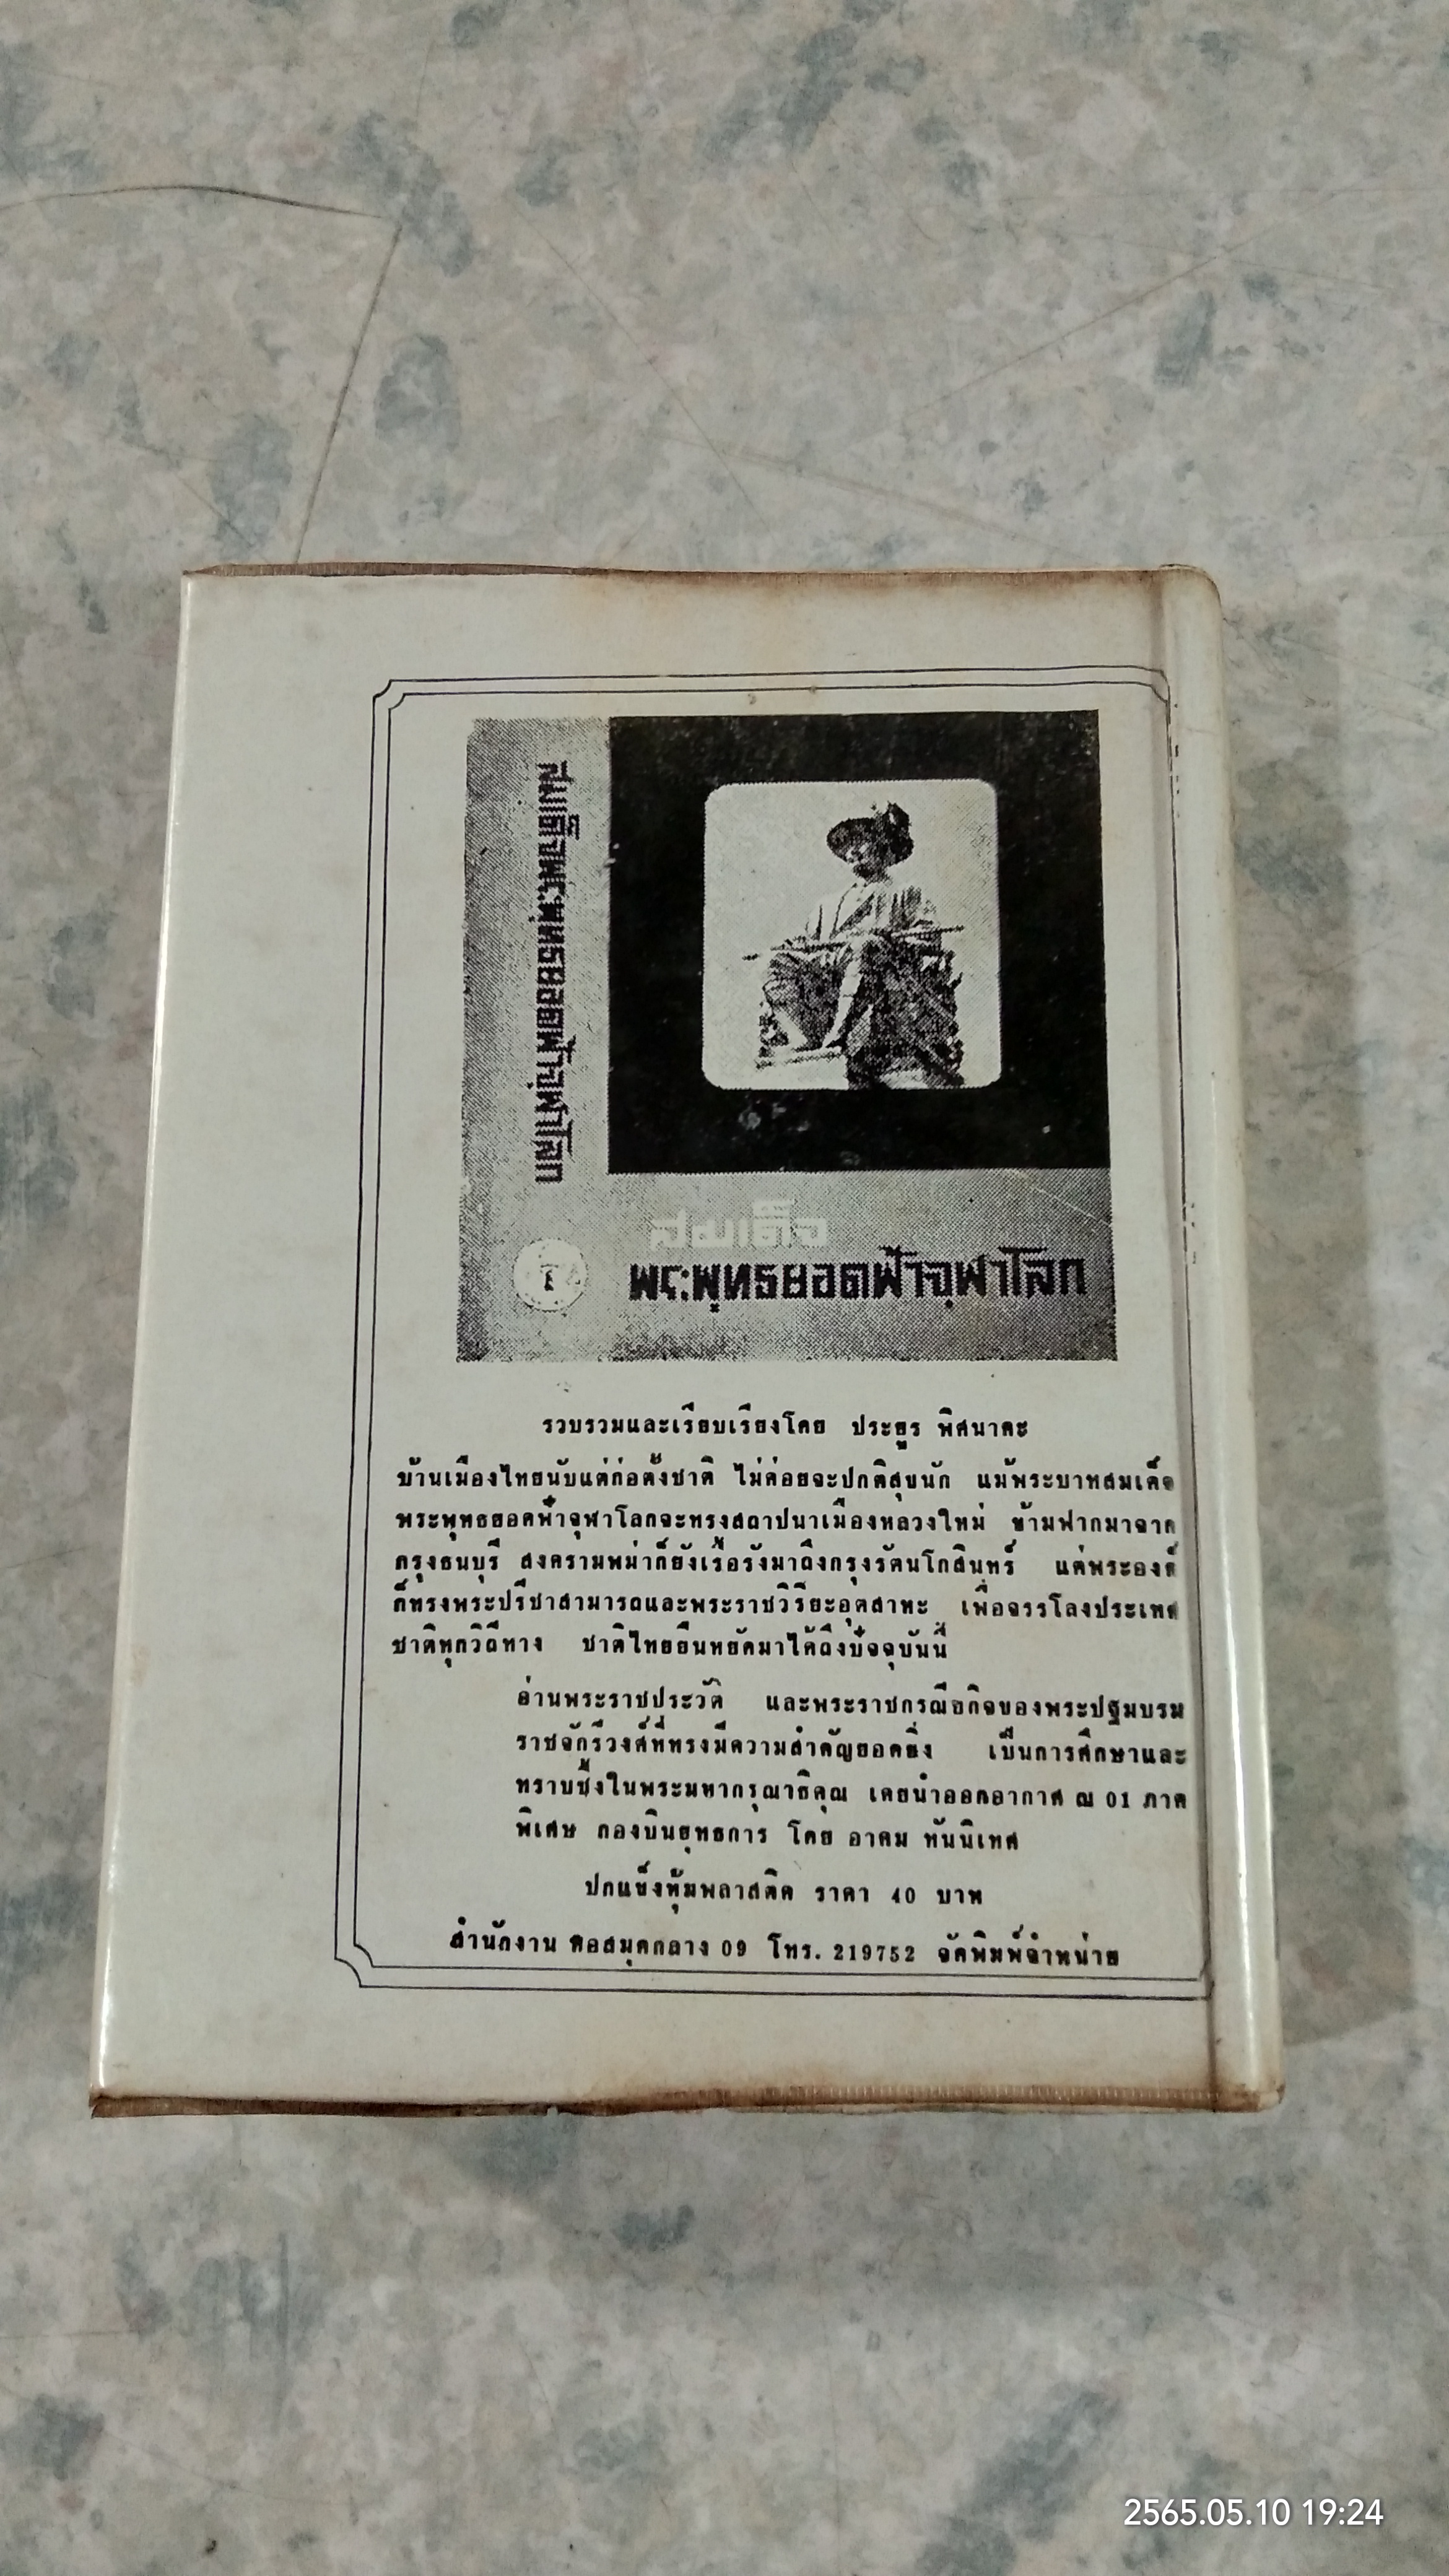 สมเด็จพระพุทธยอดฟ้าจุฬาโลก
สมเด็จ
พระพุทธยอดฟ้าจุฬาโลก
รวบรวมและเรียบเรียงโดย ประยูร พิศนาคะ
บ้านเมืองไทยนับแต่ก่อตั้งชาติ ไม่ค่อยจะปกติสุขนัก แม้พระบาทสมเด็จ
พระพุทธยอดฟ้าจุฬาโลกจะทรงสถาปนาเมืองหลวงใหม่ ข้ามฟากมาจาก
กรุงธนบุรี สงครามพม่าก็ยังเรื้อรังมาถึงกรุงรัตนโกสินทร์ แต่พระองค์
ก็ทรงพระปรีชาสามารถและพระราชวิริยะอุตสาหะ เพื่อจรรโลงประเทศ
ชาติทุกวิถีทาง ชาติไทยยืนหยัดมาได้ถึงปัจจุบันนี้
อ่านพระราชประวัติ และพระราชกรณียกิจของพระปฐมบรม
ราชจักรีวงศ์ที่ทรงมีความสำคัญยอดยิ่ง เป็นการศึกษาและ
ทราบซึ้งในพระมหากรุณาธิคุณ เคยนำออกอากาศ ณ 01 ภาค
พิเศษ กองบินยุทธการ โดย อาคม ทันนิเทศ
ปกแข็งหุ้มพลาสติค ราคา 40 บาท
สำนักงาน หอสมุดกลาง 09 โทร. 219752 จัดพิมพ์จำหน่าย
2565.05.10 19:24